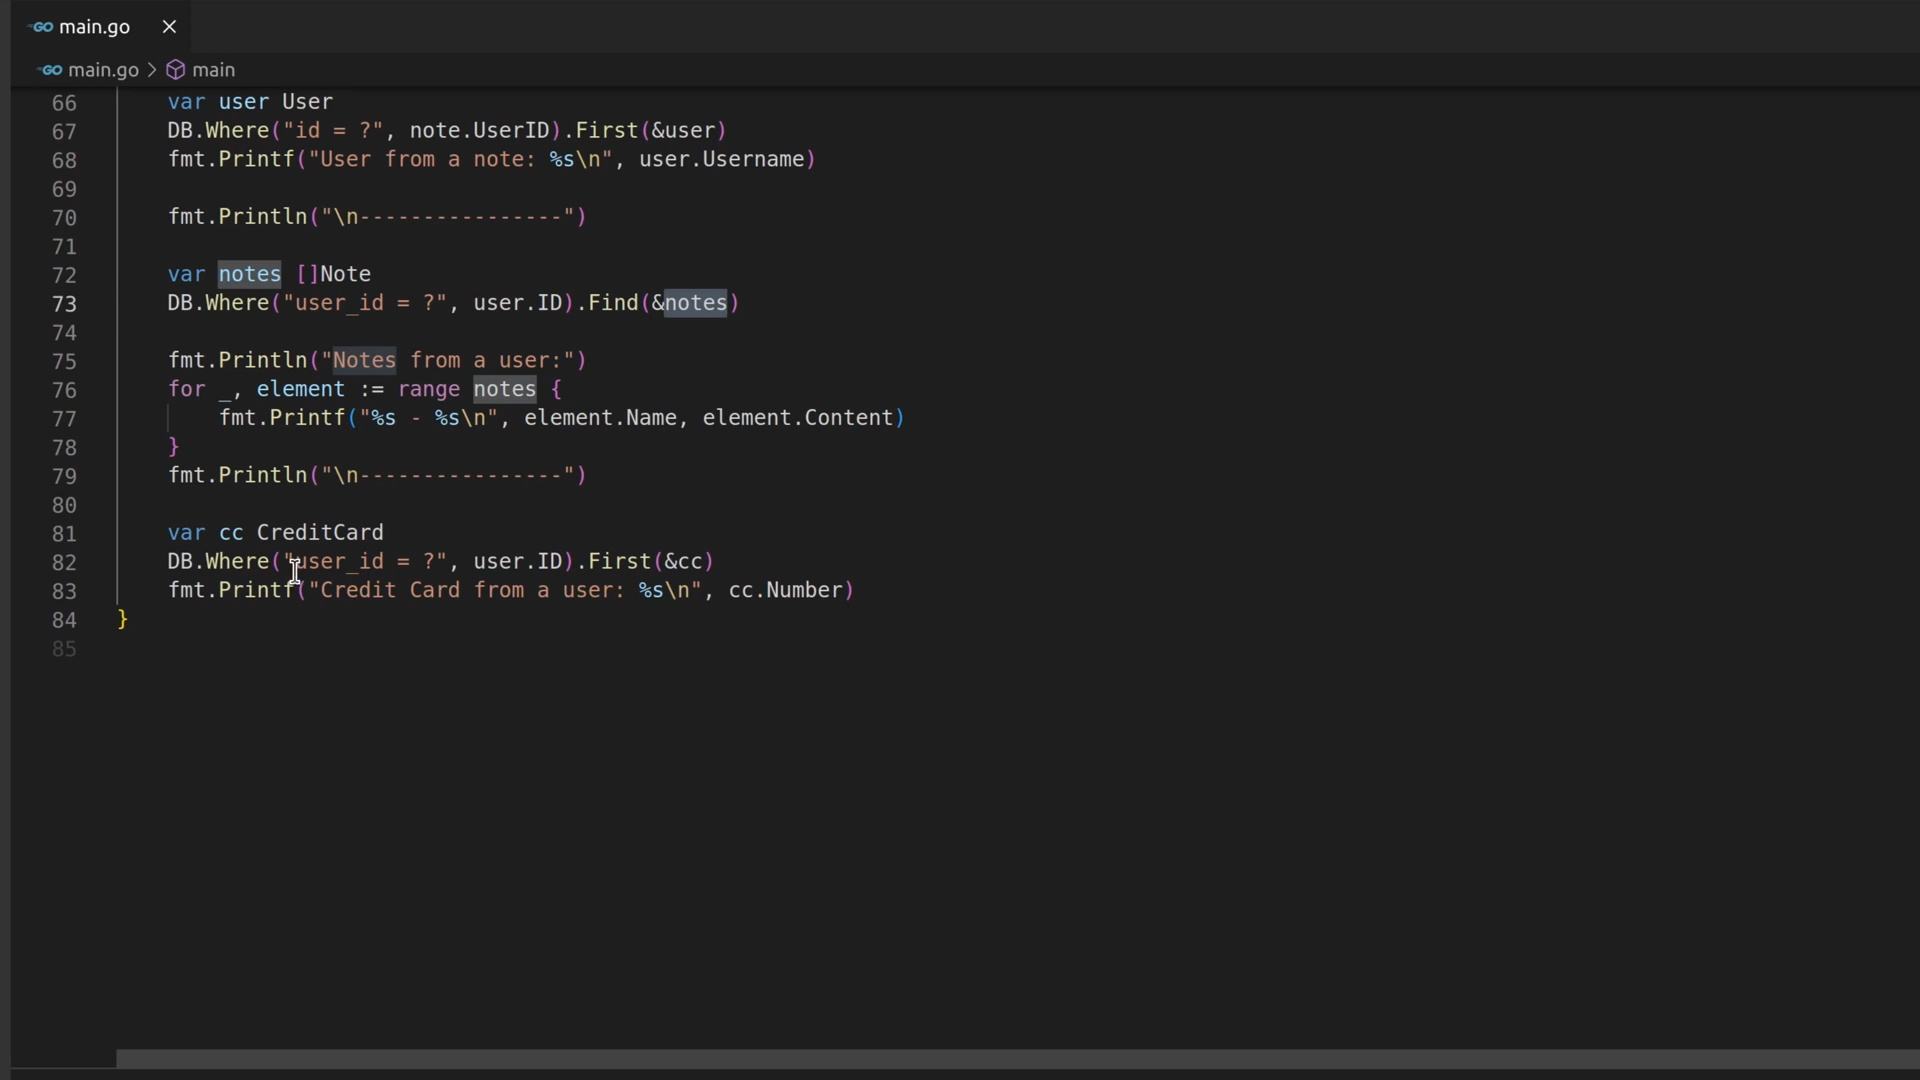 GO main.go
GO main.go > main
66 var user User
67 DB.Where("id = ?", note.UserID).First(&user)
68 fmt.Printf("User from a note: %s\n", user.Username)
69
70 fmt.Println("\n----------------")
71
72 var notes []Note
73 DB.Where("user_id = ?", user.ID).Find(&notes)
74
75 fmt.Println("Notes from a user:")
76 for _, element := range notes {
77 fmt.Printf("%s - %s\n", element.Name, element.Content)
78 }
79 fmt.Println("\n----------------")
80
81 var cc CreditCard
82 DB.Where("user_id = ?", user.ID).First(&cc)
83 fmt.Printf("Credit Card from a user: %s\n", cc.Number)
84 }
85